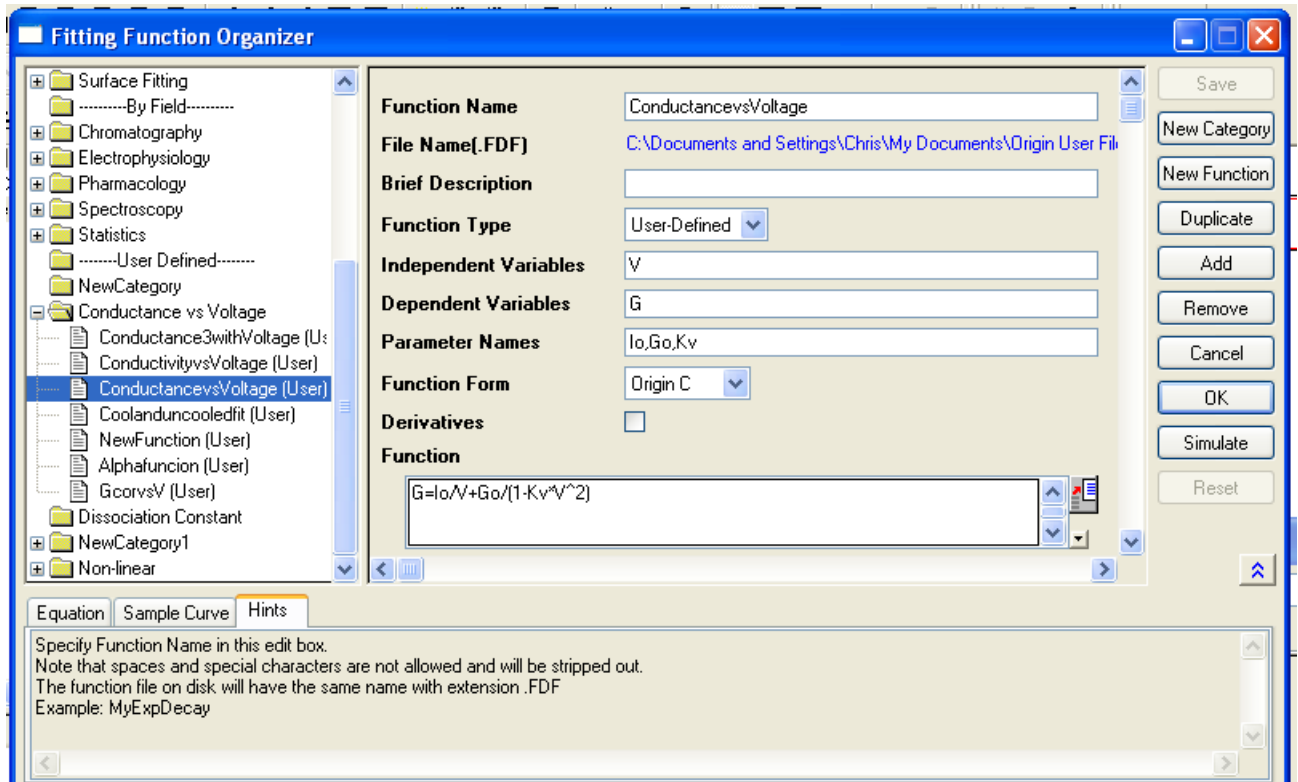 Fitting Function Organizer
Surface Fitting
----------By Field---------
Chromatography
Electrophysiology
Pharmacology
Spectroscopy
Statistics
--------User Defined-------
NewCategory
Conductance vs Voltage
Conductance3withVoltage (Us
ConductivityvsVoltage (User)
ConductancevsVoltage (User)
Coolanduncooledfit (User)
NewFunction (User)
Alphafuncion (User)
GcorvsV (User)
Dissociation Constant
NewCategory1
Non-linear
Function Name ConductancevsVoltage
File Name(.FDF) C:\Documents and Settings\Chris\My Documents\Origin User File
Brief Description
Function Type User-Defined
Independent Variables V
Dependent Variables G
Parameter Names Io,Go,Kv
Function Form Origin C
Derivatives
Function
G=Io/V+Go/(1-Kv*V^2)
Save
New Category
New Function
Duplicate
Add
Remove
Cancel
OK
Simulate
Reset
Equation Sample Curve Hints
Specify Function Name in this edit box.
Note that spaces and special characters are not allowed and will be stripped out.
The function file on disk will have the same name with extension .FDF
Example: MyExpDecay